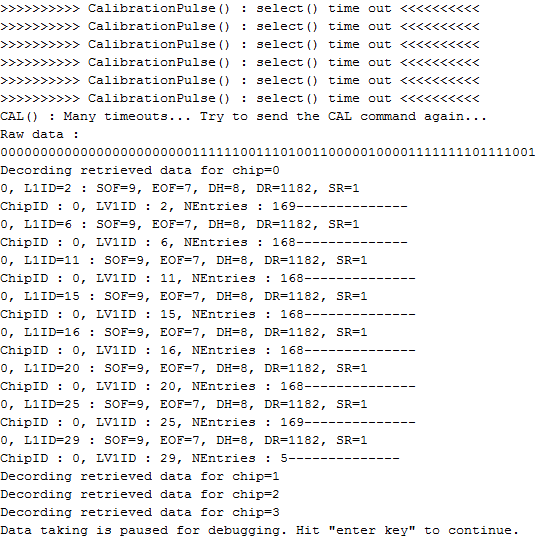 >>>>>>>>>> CalibrationPulse() : select() time out <<<<<<<<<<
>>>>>>>>>> CalibrationPulse() : select() time out <<<<<<<<<<
>>>>>>>>>> CalibrationPulse() : select() time out <<<<<<<<<<
>>>>>>>>>> CalibrationPulse() : select() time out <<<<<<<<<<
>>>>>>>>>> CalibrationPulse() : select() time out <<<<<<<<<<
>>>>>>>>>> CalibrationPulse() : select() time out <<<<<<<<<<
CAL() : Many timeouts... Try to send the CAL command again...
Raw data :
0000000000000000000000001111110011101001100000100001111111101111001
Decording retrieved data for chip=0
0, L1ID=2 : SOF=9, EOF=7, DH=8, DR=1182, SR=1
ChipID : 0, LV1ID : 2, NEntries : 169--------------
0, L1ID=6 : SOF=9, EOF=7, DH=8, DR=1182, SR=1
ChipID : 0, LV1ID : 6, NEntries : 168--------------
0, L1ID=11 : SOF=9, EOF=7, DH=8, DR=1182, SR=1
ChipID : 0, LV1ID : 11, NEntries : 168--------------
0, L1ID=15 : SOF=9, EOF=7, DH=8, DR=1182, SR=1
ChipID : 0, LV1ID : 15, NEntries : 168--------------
0, L1ID=16 : SOF=9, EOF=7, DH=8, DR=1182, SR=1
ChipID : 0, LV1ID : 16, NEntries : 168--------------
0, L1ID=20 : SOF=9, EOF=7, DH=8, DR=1182, SR=1
ChipID : 0, LV1ID : 20, NEntries : 168--------------
0, L1ID=25 : SOF=9, EOF=7, DH=8, DR=1182, SR=1
ChipID : 0, LV1ID : 25, NEntries : 169--------------
0, L1ID=29 : SOF=9, EOF=7, DH=8, DR=1182, SR=1
ChipID : 0, LV1ID : 29, NEntries : 5--------------
Decording retrieved data for chip=1
Decording retrieved data for chip=2
Decording retrieved data for chip=3
Data taking is paused for debugging. Hit "enter key" to continue.